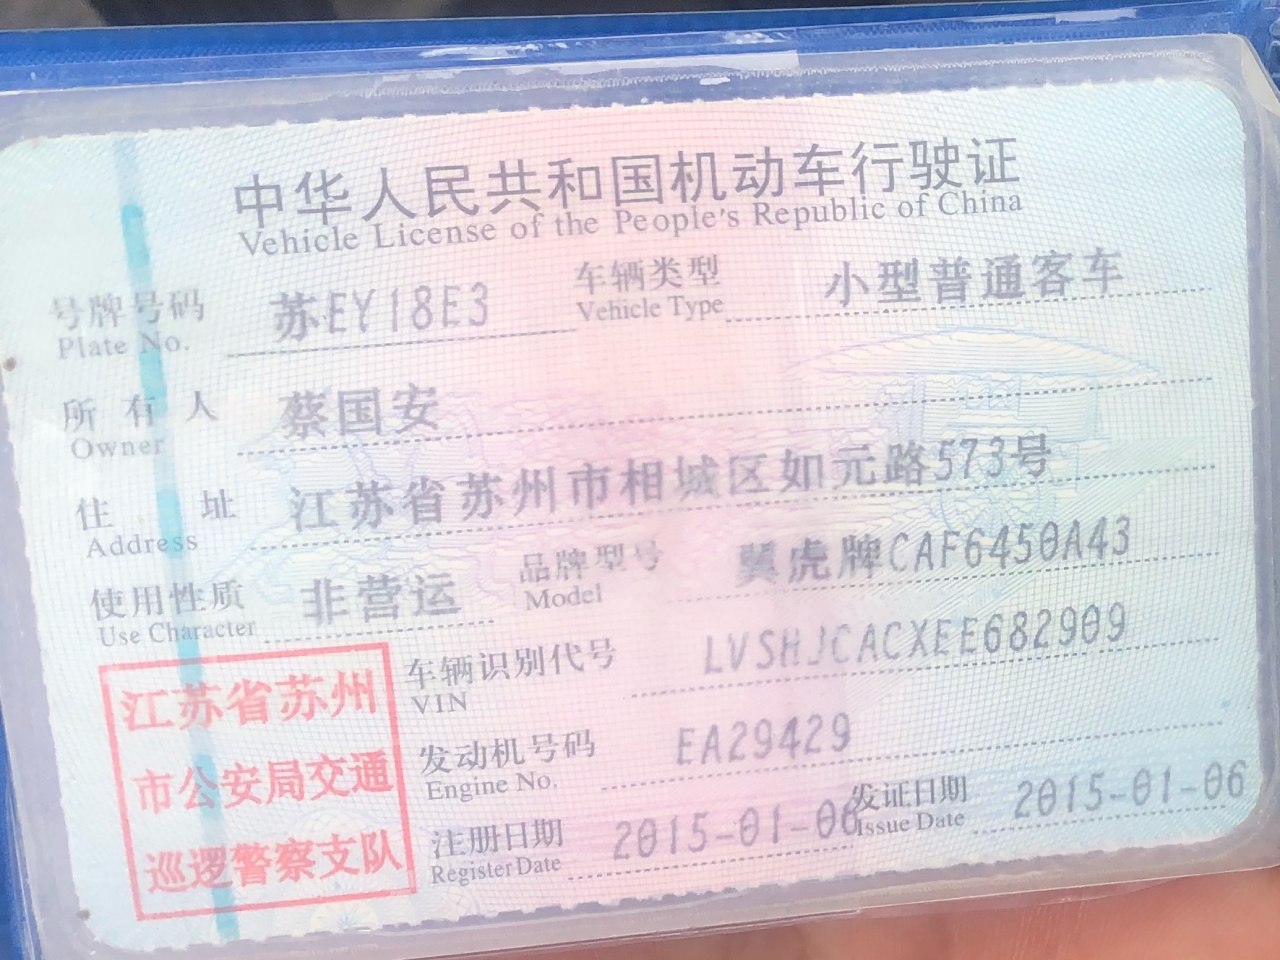 中华人民共和国机动车行驶证
Vehicle License of the People's Republic of China
号牌号码 苏EY18E3 车辆类型 小型普通客车
Plate No. Vehicle Type
所有人 蔡国安
Owner
住址 江苏省苏州市相城区如元路573号
Address
使用性质 非营运 品牌型号 翼虎牌CAF6450A43
Use Character Model
江苏省苏州
市公安局交通
巡逻警察支队
车辆识别代号 LVSHJCACXEE682909
VIN
发动机号码 EA29429
Engine No.
注册日期 2015-01-06 发证日期 2015-01-06
Register Date Issue Date